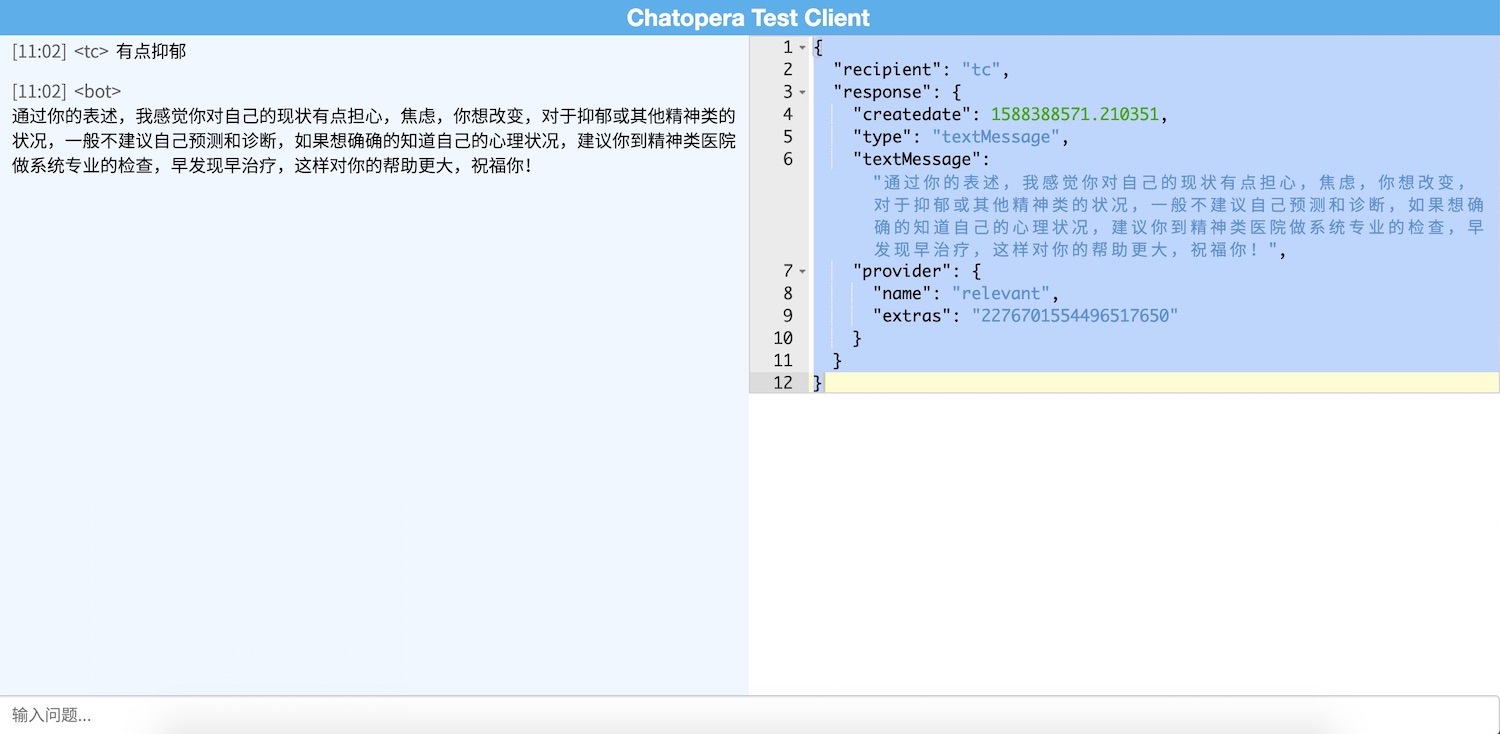 Chatopera Test Client
[11:02] <tc> 有点抑郁
[11:02] <bot>
通过你的表述，我感觉你对自己的现状有点担心，焦虑，你想改变，对于抑郁或其他精神类的
状况，一般不建议自己预测和诊断，如果想确确的知道自己的心理状况，建议你到精神类医院
做系统专业的检查，早发现早治疗，这样对你的帮助更大，祝福你！
1 {
2 "recipient": "tc",
3 "response": {
4 "createdate": 1588388571.210351,
5 "type": "textMessage",
6 "textMessage":
"通过你的表述，我感觉你对自己的现状有点担心，焦虑，你想改变，
对于抑郁或其他精神类的状况，一般不建议自己预测和诊断，如果想确
确的知道自己的心理状况，建议你到精神类医院做系统专业的检查，早
发现早治疗，这样对你的帮助更大，祝福你！",
7 "provider": {
8 "name": "relevant",
9 "extras": "2276701554496517650"
10 }
11 }
12 }
输入问题...